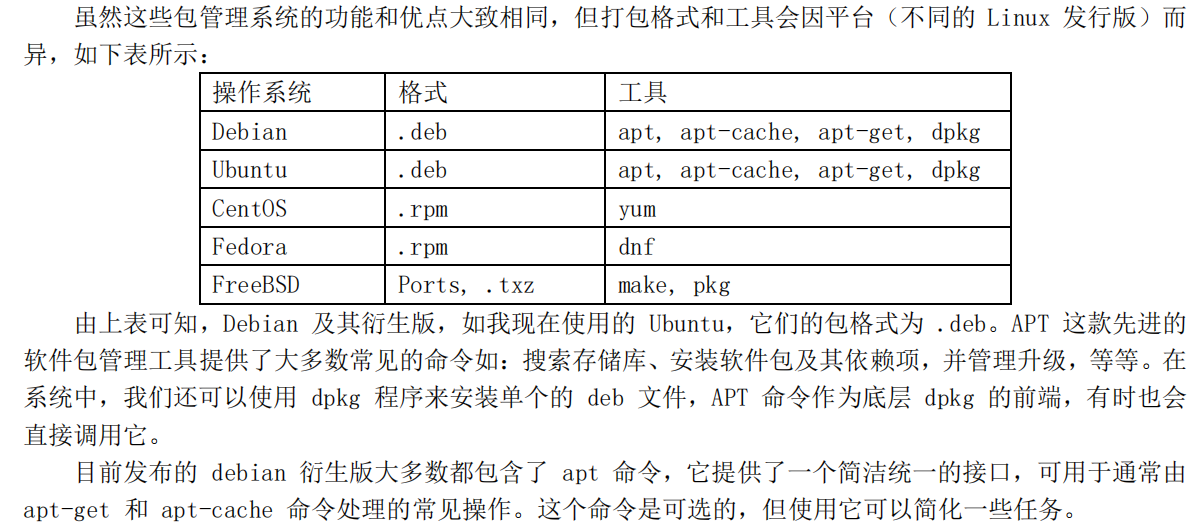 虽然这些包管理系统的功能和优点大致相同，但打包格式和工具会因平台（不同的 Linux 发行版）而
异，如下表所示：
操作系统 格式 工具
Debian .deb apt, apt-cache, apt-get, dpkg
Ubuntu .deb apt, apt-cache, apt-get, dpkg
CentOS .rpm yum
Fedora .rpm dnf
FreeBSD Ports, .txz make, pkg
由上表可知，Debian 及其衍生版，如我现在使用的 Ubuntu，它们的包格式为 .deb。APT 这款先进的
软件包管理工具提供了大多数常见的命令如：搜索存储库、安装软件包及其依赖项，并管理升级，等等。在
系统中，我们还可以使用 dpkg 程序来安装单个的 deb 文件，APT 命令作为底层 dpkg 的前端，有时也会
直接调用它。
目前发布的 debian 衍生版大多数都包含了 apt 命令，它提供了一个简洁统一的接口，可用于通常由
apt-get 和 apt-cache 命令处理的常见操作。这个命令是可选的，但使用它可以简化一些任务。